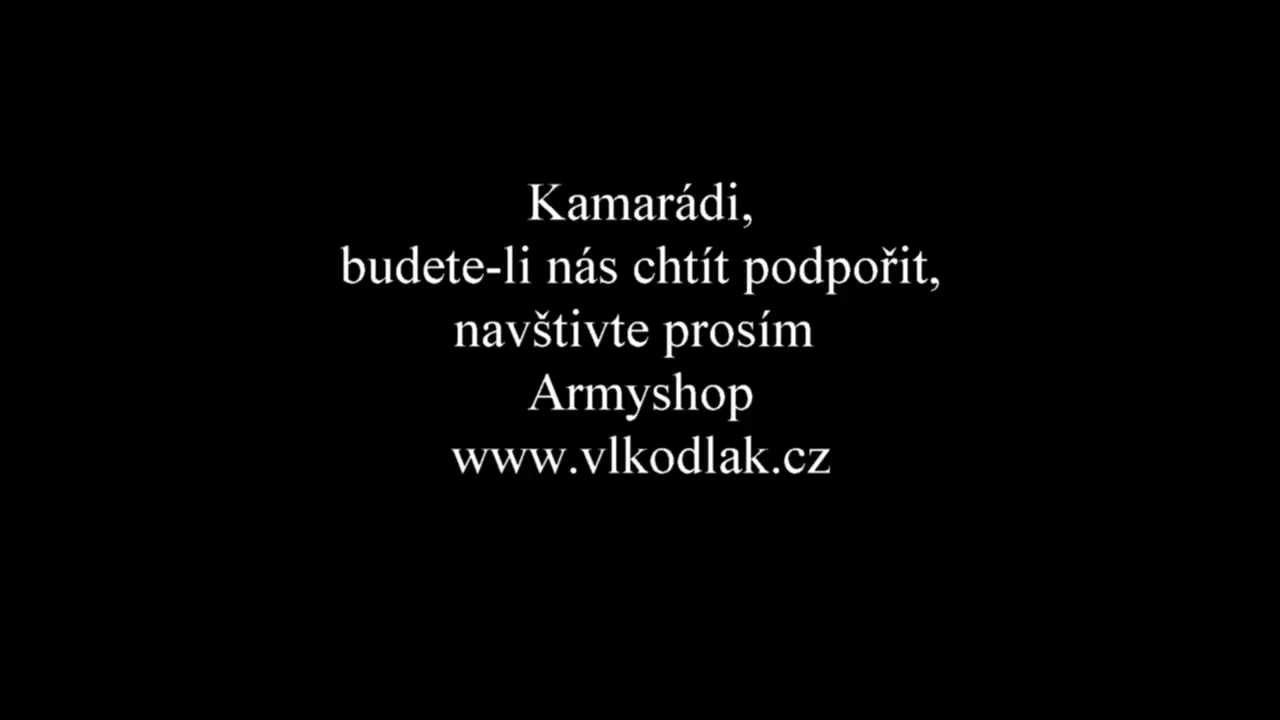 Kamarádi,
budete-li nás chtít podpořit,
navštivte prosím
Armyshop
www.vlkodlak.cz